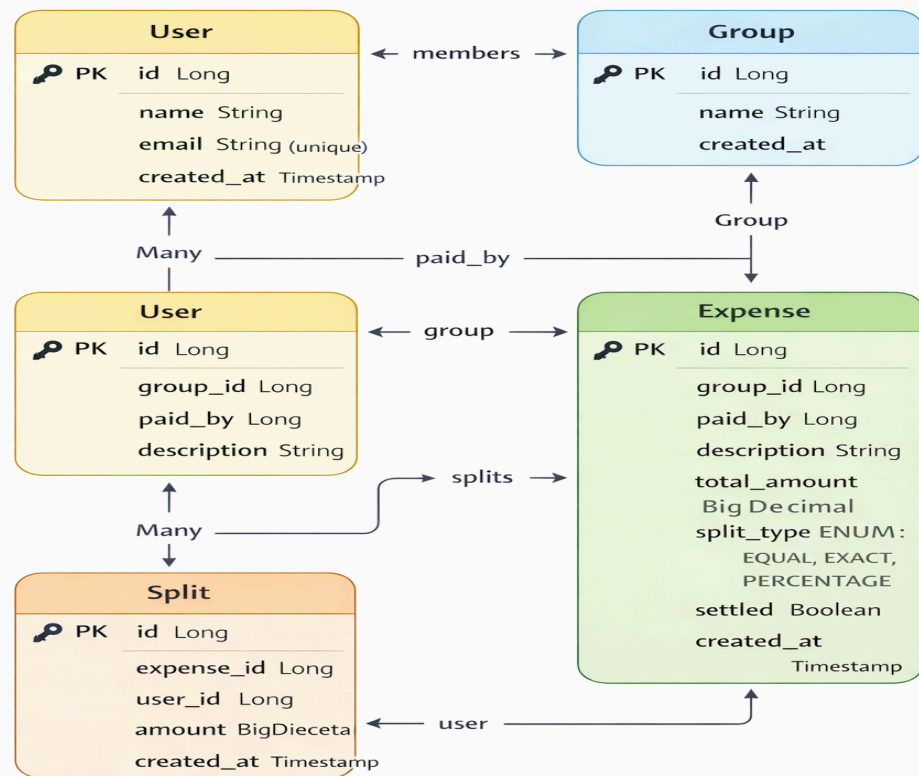 User
PK id Long
name String
email String (unique)
created_at Timestamp
members
Group
PK id Long
name String
created_at
Group
Many
paid_by
User
PK id Long
group_id Long
paid_by Long
description String
group
Expense
PK id Long
group_id Long
paid_by Long
description String
total_amount
Big Decimal
split_type ENUM:
EQUAL, EXACT,
PERCENTAGE
settled Boolean
created_at
Timestamp
splits
Many
Split
PK id Long
expense_id Long
user_id Long
amount BigDieceta
created_at Timestamp
user